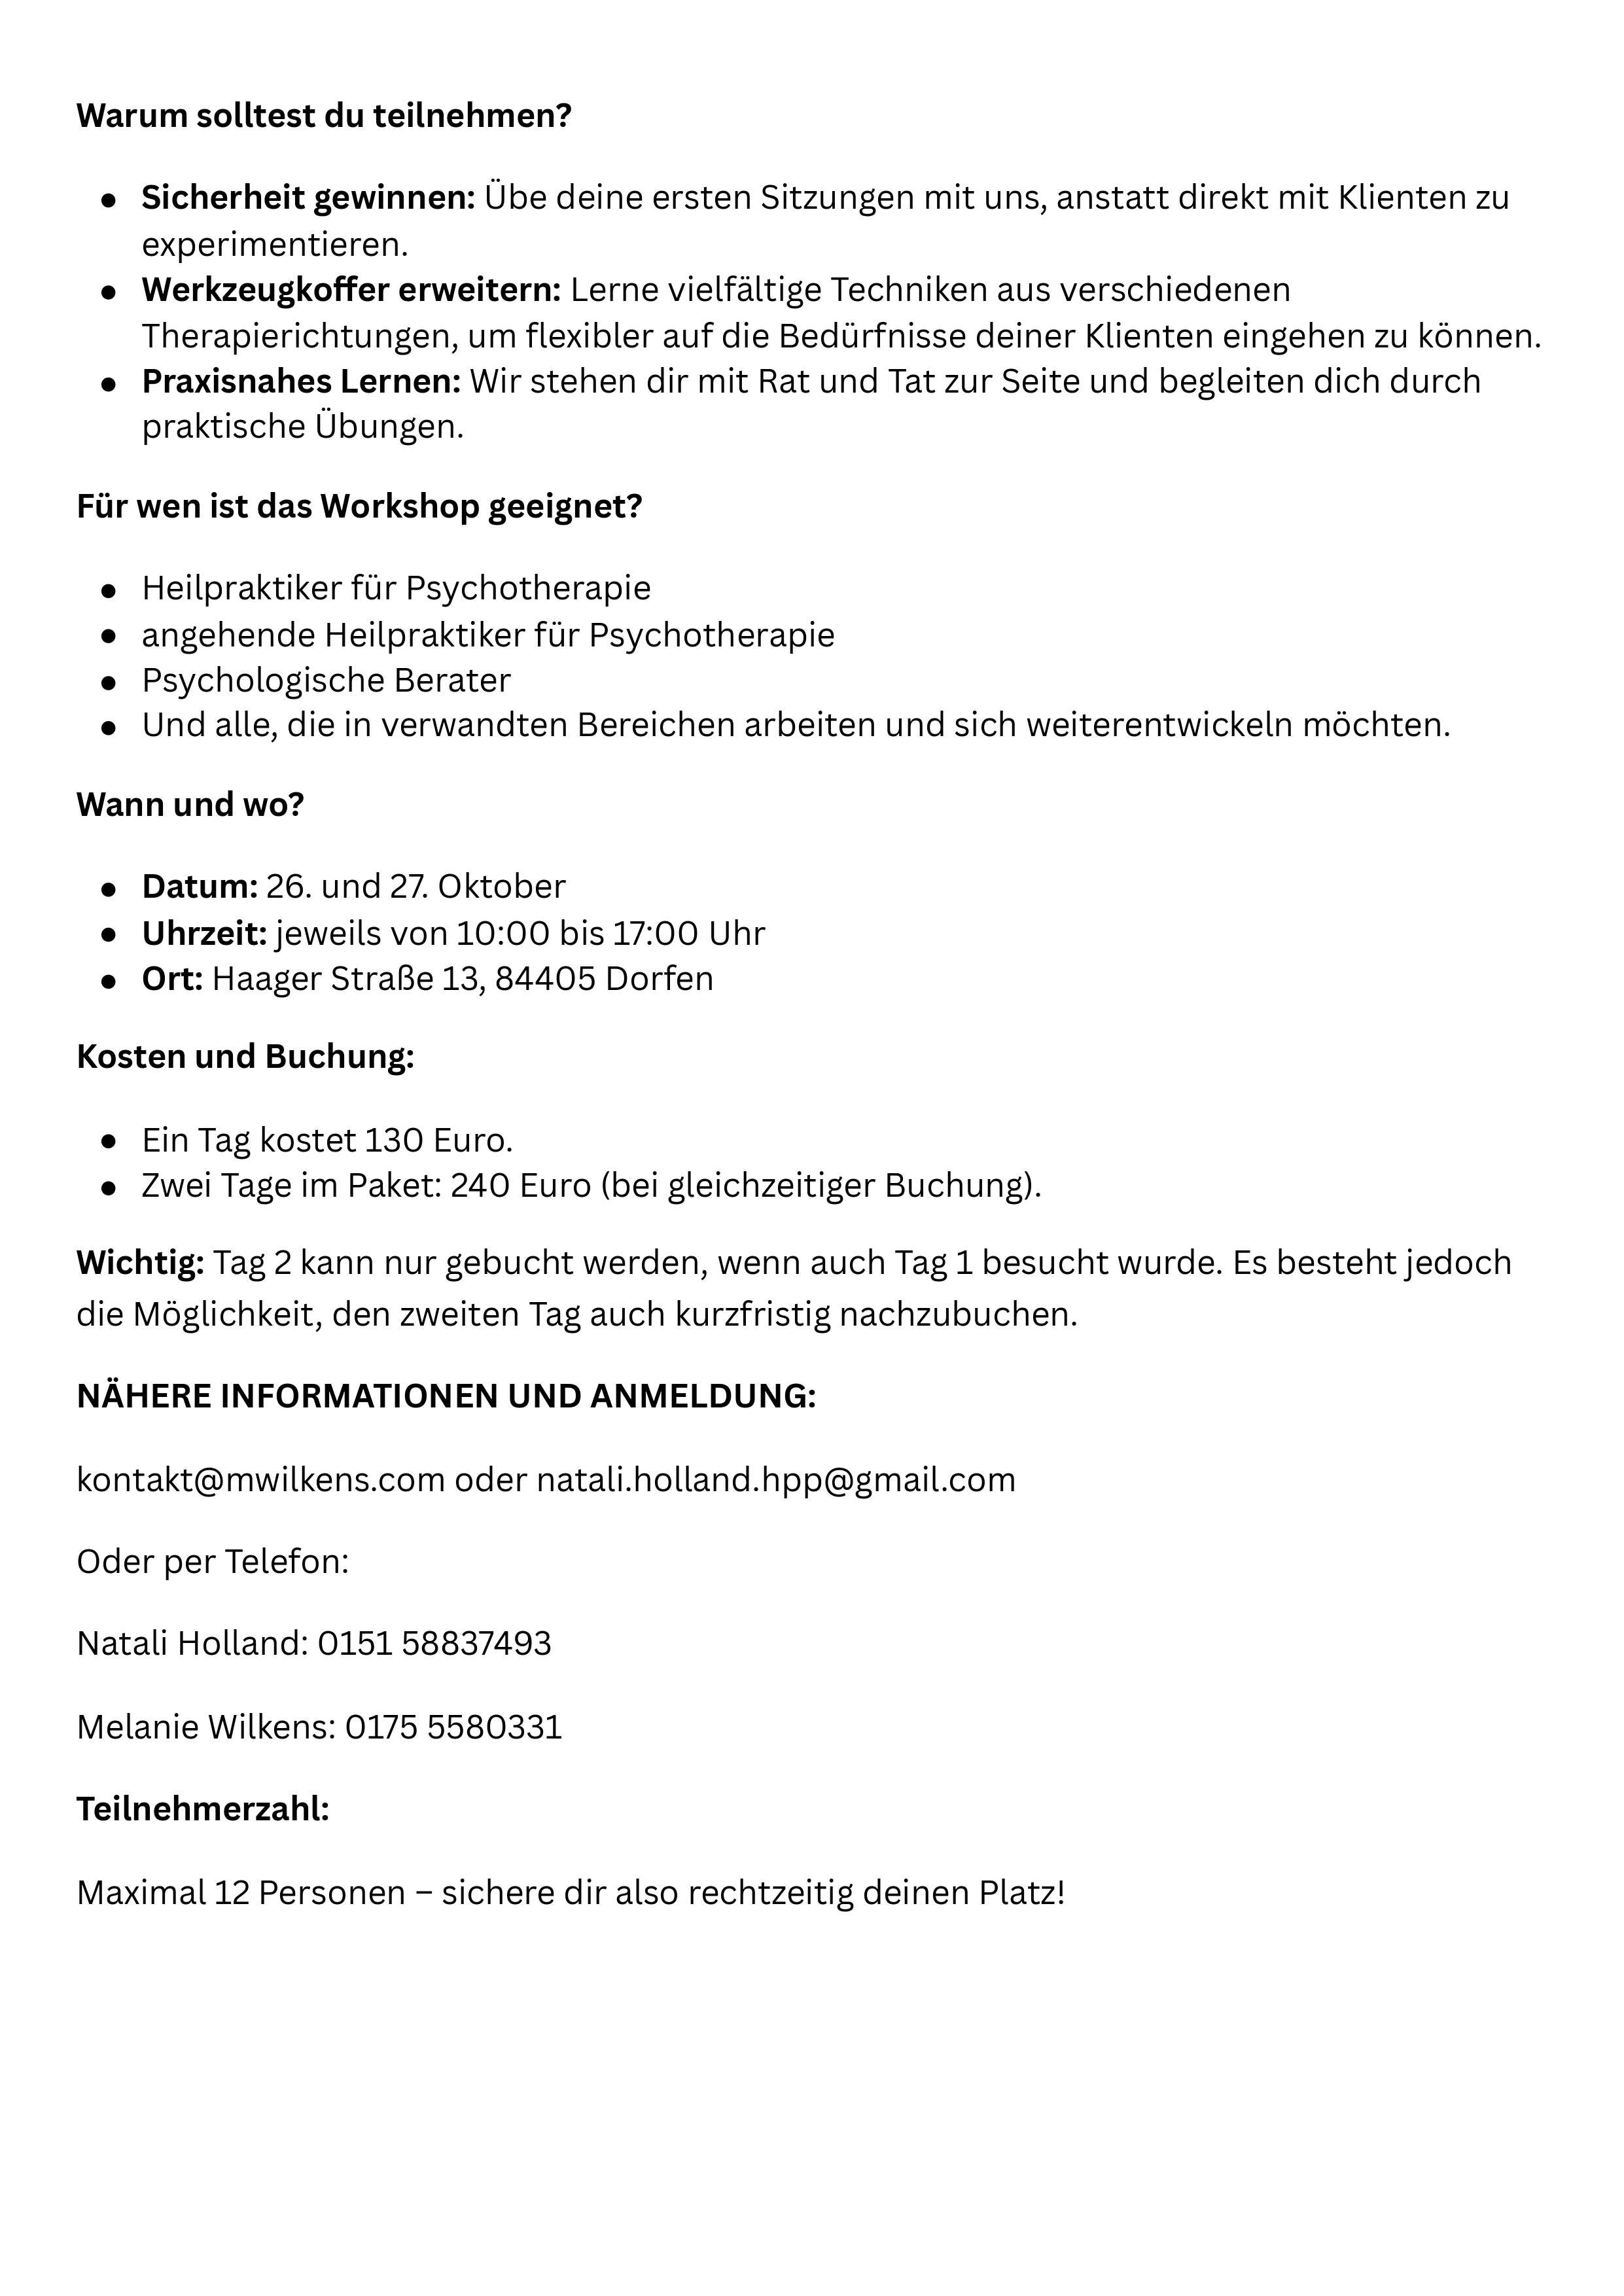 Warum solltest du teilnehmen?
● Sicherheit gewinnen: Übe deine ersten Sitzungen mit uns, anstatt direkt mit Klienten zu
experimentieren.
● Werkzeugkoffer erweitern: Lerne vielfältige Techniken aus verschiedenen
Therapierichtungen, um flexibler auf die Bedürfnisse deiner Klienten eingehen zu können.
● Praxisnahes Lernen: Wir stehen dir mit Rat und Tat zur Seite und begleiten dich durch
praktische Übungen.
Für wen ist das Workshop geeignet?
● Heilpraktiker für Psychotherapie
● angehende Heilpraktiker für Psychotherapie
● Psychologische Berater
● Und alle, die in verwandten Bereichen arbeiten und sich weiterentwickeln möchten.
Wann und wo?
● Datum: 26. und 27. Oktober
● Uhrzeit: jeweils von 10:00 bis 17:00 Uhr
● Ort: Haager Straße 13, 84405 Dorfen
Kosten und Buchung:
● Ein Tag kostet 130 Euro.
● Zwei Tage im Paket: 240 Euro (bei gleichzeitiger Buchung).
Wichtig: Tag 2 kann nur gebucht werden, wenn auch Tag 1 besucht wurde. Es besteht jedoch
die Möglichkeit, den zweiten Tag auch kurzfristig nachzubuchen.
NÄHERE INFORMATIONEN UND ANMELDUNG:
kontakt@mwilkens.com oder natali.holland.hpp@gmail.com
Oder per Telefon:
Natali Holland: 0151 58837493
Melanie Wilkens: 0175 5580331
Teilnehmerzahl:
Maximal 12 Personen – sichere dir also rechtzeitig deinen Platz!